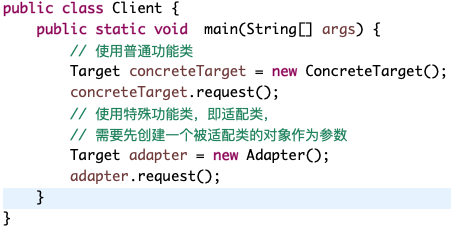 public class Client {
public static void  main(String[] args) {
// 使用普通功能类
Target concreteTarget = new ConcreteTarget();
concreteTarget.request();
// 使用特殊功能类，即适配类，
// 需要先创建一个被适配类的对象作为参数
Target adapter = new Adapter();
adapter.request();
}
}